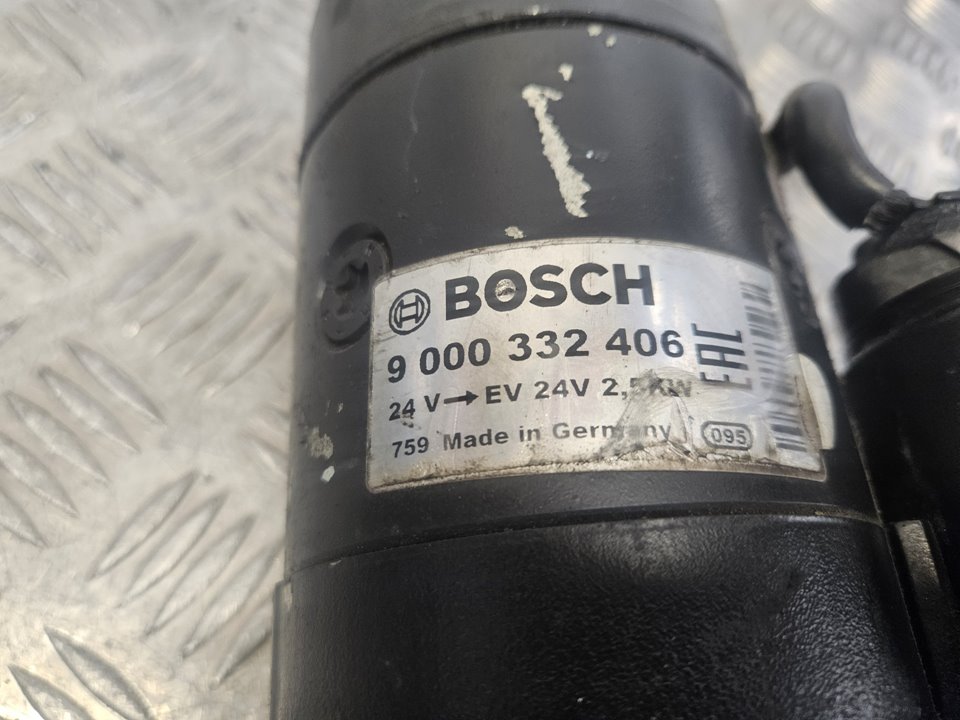 BOSCH
9 000 332 406
EAC
24 V→EV 24V 2,5KW
759 Made in Germany 095